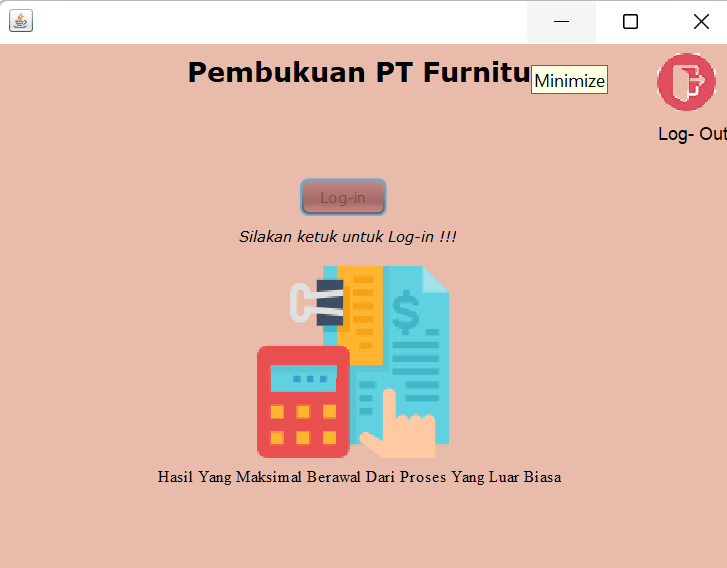 Pembukuan PT Furnitu
Minimize
Log- Out
Log-in
Silakan ketuk untuk Log-in !!!
$
Hasil Yang Maksimal Berawal Dari Proses Yang Luar Biasa